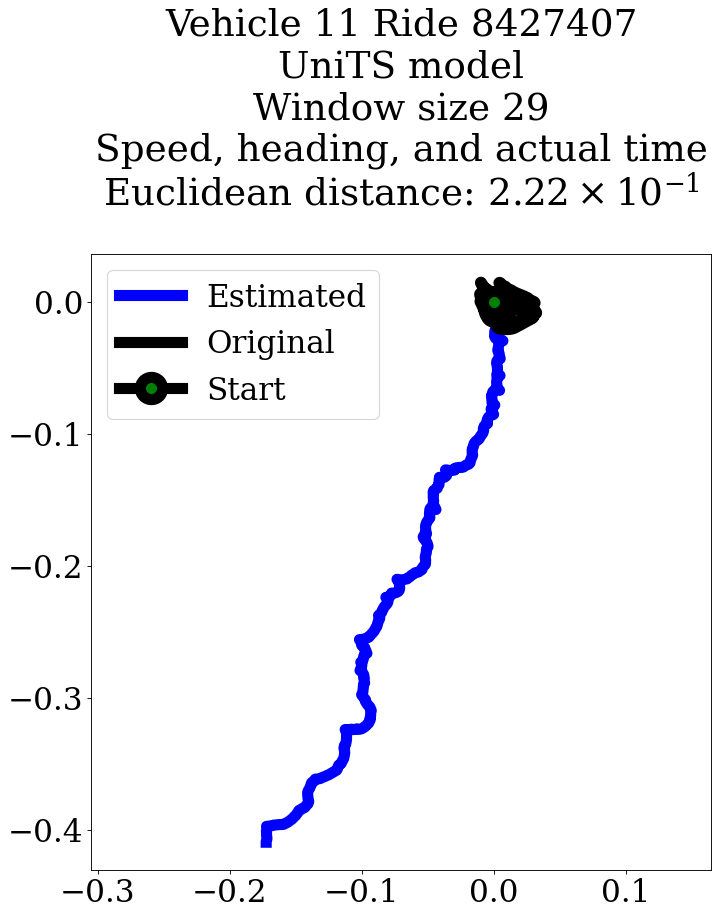 Vehicle 11 Ride 8427407
UniTS model
Window size 29
Speed, heading, and actual time
Euclidean distance: 2.22 × 10⁻¹
Estimated
Original
Start
0.0
−0.1
−0.2
−0.3
−0.4
−0.3 −0.2 −0.1 0.0 0.1